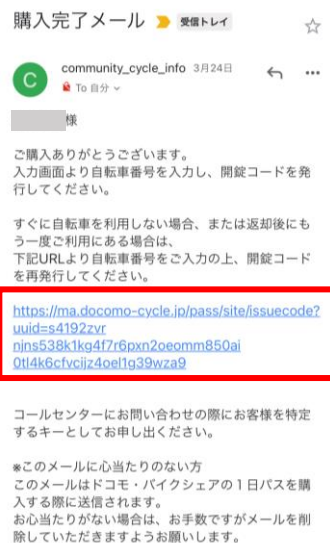 購入完了メール 受信トレイ
C
community_cycle_info 3月24日
To 自分
様
ご購入ありがとうございます。
入力画面より自転車番号を入力し、開錠コードを発
行してください。
すぐに自転車を利用しない場合、または返却後にも
う一度ご利用にある場合は、
下記URLより自転車番号をご入力の上、開錠コード
を再発行してください。
https://ma.docomo-cycle.jp/pass/site/issuecode?
uuid=s4192zvr
njns538k1kg4f7r6pxn2oeomm850ai
0tl4k6cfvcijz4oel1g39wza9
コールセンターにお問い合わせの際にお客様を特定
するキーとしてお申し出ください。
※このメールに心当たりのない方
このメールはドコモ・バイクシェアの１日パスを購
入する際に送信されます。
お心当たりがない場合は、お手数ですがメールを削
除していただきますようお願いします。